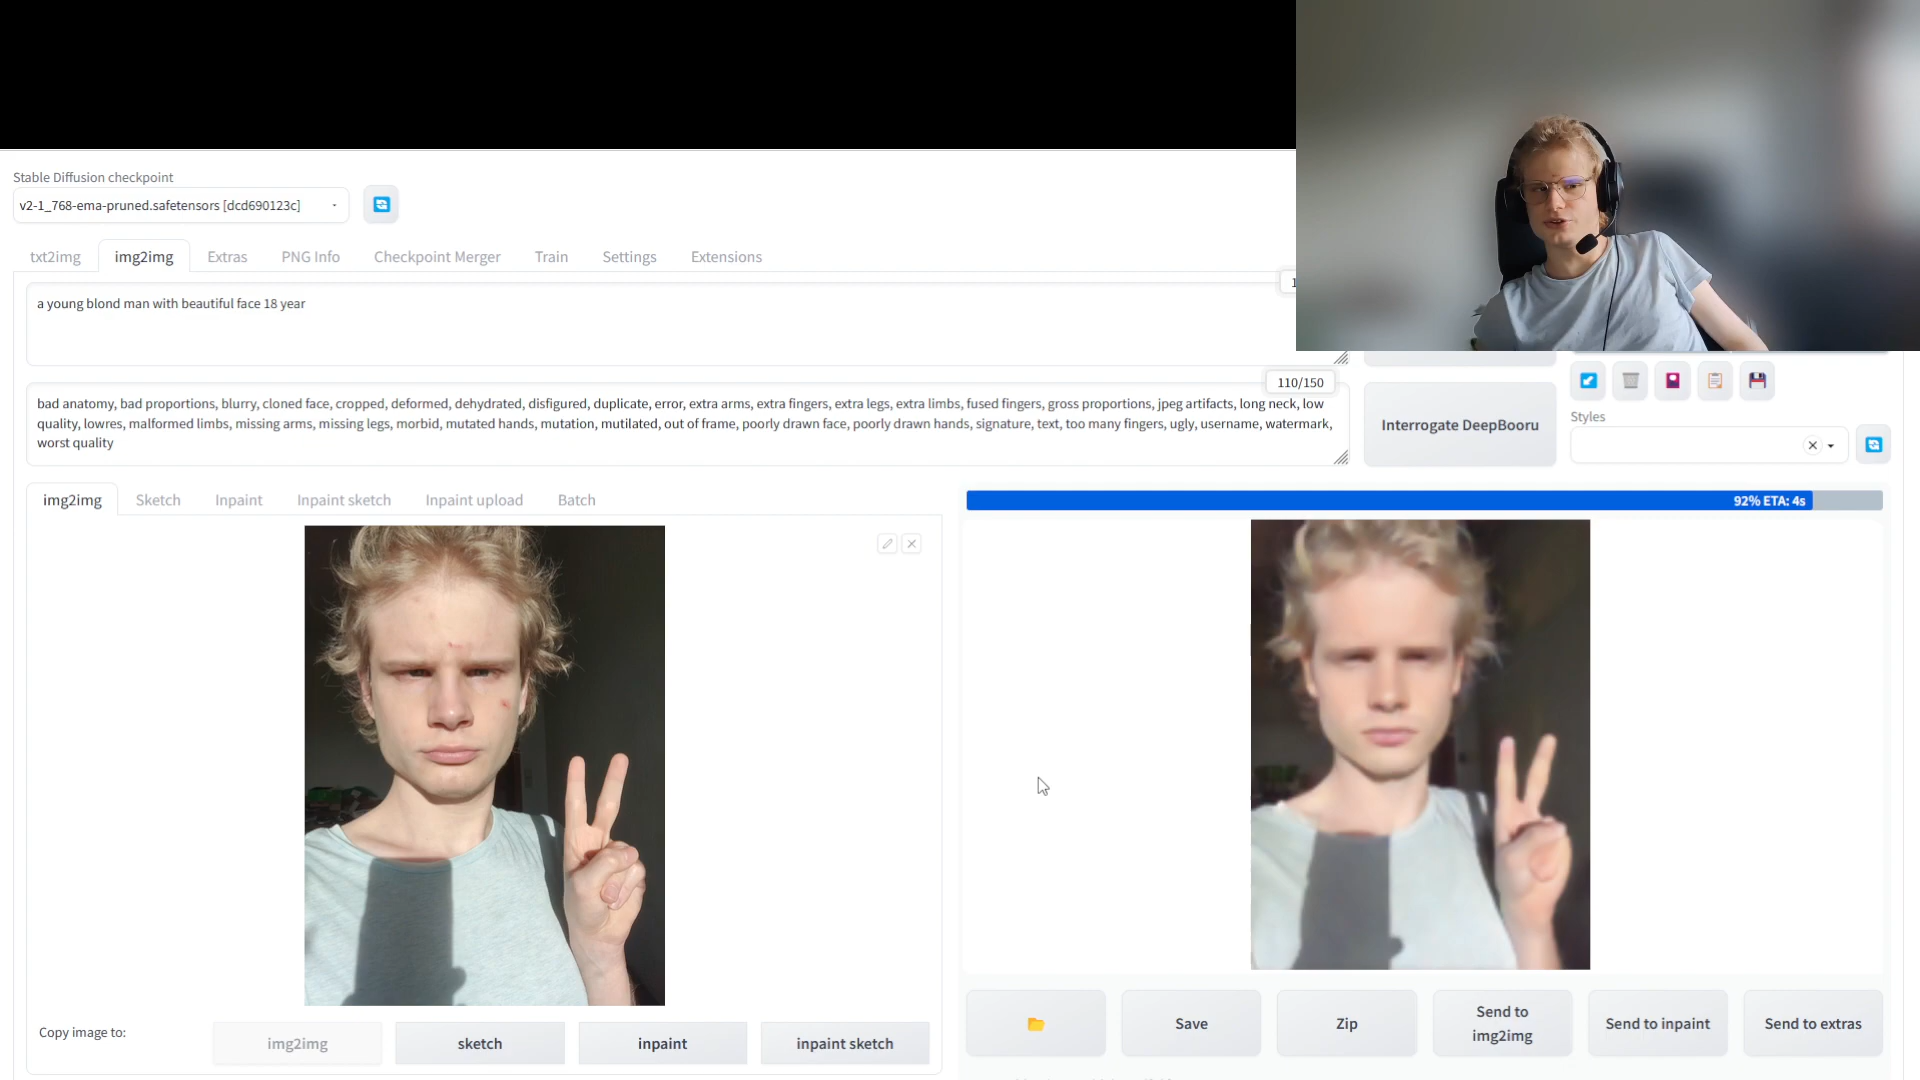 Stable Diffusion checkpoint
v2-1_768-ema-pruned.safetensors [dcd690123c]
txt2img img2img Extras PNG Info Checkpoint Merger Train Settings Extensions
a young blond man with beautiful face 18 year
110/150
bad anatomy, bad proportions, blurry, cloned face, cropped, deformed, dehydrated, disfigured, duplicate, error, extra arms, extra fingers, extra legs, extra limbs, fused fingers, gross proportions, jpeg artifacts, long neck, low
quality, lowres, malformed limbs, missing arms, missing legs, morbid, mutated hands, mutation, mutilated, out of frame, poorly drawn face, poorly drawn hands, signature, text, too many fingers, ugly, username, watermark,
worst quality
Interrogate DeepBooru
Styles
img2img Sketch Inpaint Inpaint sketch Inpaint upload Batch
92% ETA: 4s
Copy image to:
img2img sketch inpaint inpaint sketch
Save
Zip
Send to
img2img
Send to inpaint
Send to extras